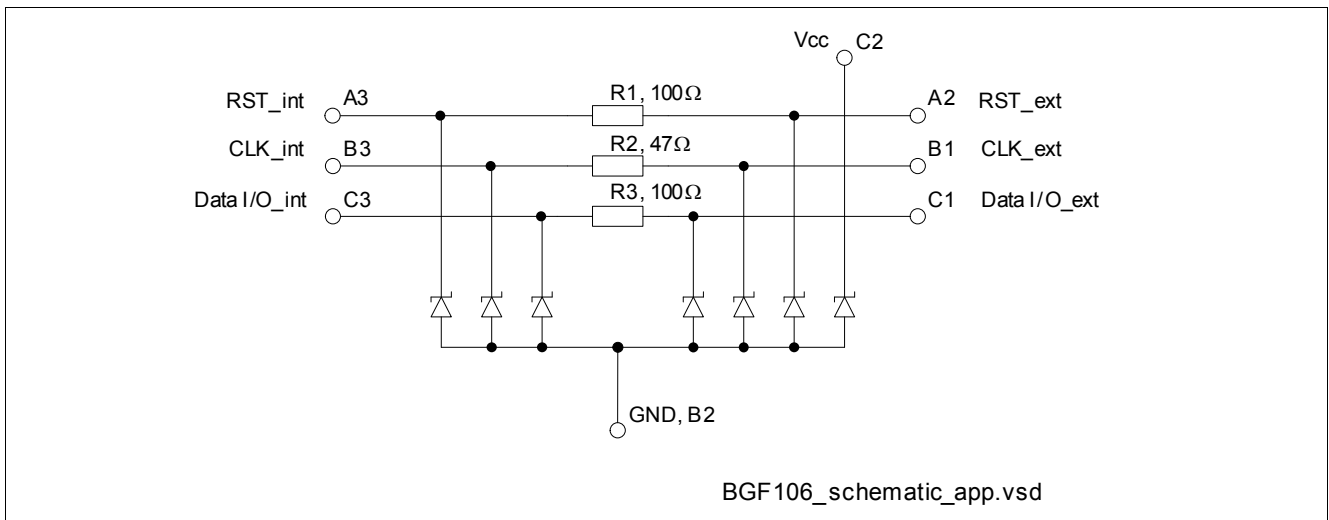 Vcc C2
RST_int A3 R1, 100Ω A2 RST_ext
CLK_int B3 R2, 47Ω B1 CLK_ext
Data I/O_int C3 R3, 100Ω C1 Data I/O_ext
GND, B2
BGF106_schematic_app.vsd